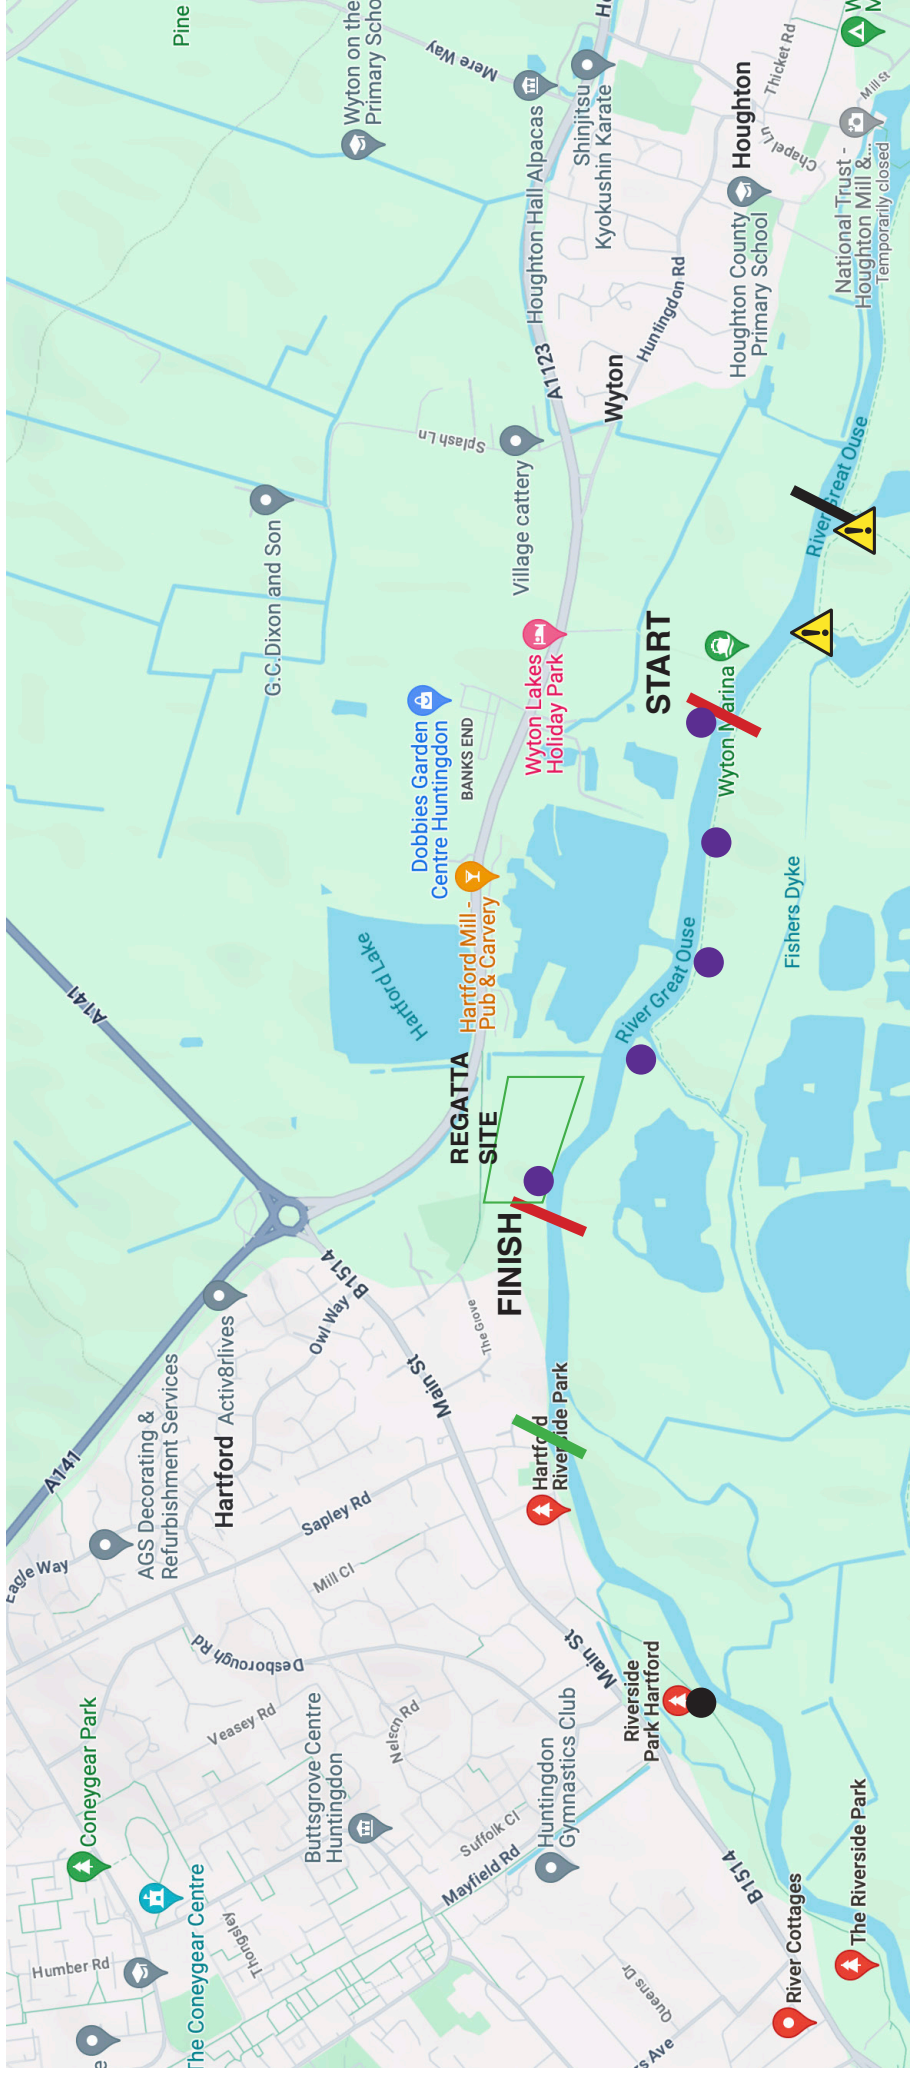 Pine
Wyton on the
Primary Scho
Mere Way
Houghton Hall Alpacas
Ho
Shinjitsu
Kyokushin Karate
Houghton
Thicket Rd
Chapel Ln
Mill St
W
M
National Trust -
Houghton Mill &...
Temporarily closed
Houghton County
Primary School
Huntingdon Rd
A1123
Wyton
Splash Ln
Village cattery
G.C.Dixon and Son
River Great Ouse
START
Wyton Marina
Wyton Lakes
Holiday Park
BANKS END
Dobbies Garden
Centre Huntingdon
Hartford Mill -
Pub & Carvery
Hartford Lake
Fishers Dyke
River Great Ouse
A141
REGATTA
SITE
FINISH
B1514
Owl Way
The Grove
Main St
Activ8rlives
Hartford
AGS Decorating &
Refurbishment Services
A141
Hartford
Riverside Park
Sapley Rd
Mill Cl
Eagle Way
Desborough Rd
Main St
Riverside
Park Hartford
Veasey Rd
Nelson Rd
Coneygear Park
Buttsgrove Centre
Huntingdon
Huntingdon
Gymnastics Club
Suffolk Cl
Mayfield Rd
B1514
The Riverside Park
River Cottages
The Coneygear Centre
Thongsley
Humber Rd
Queens Dr
s Ave
e